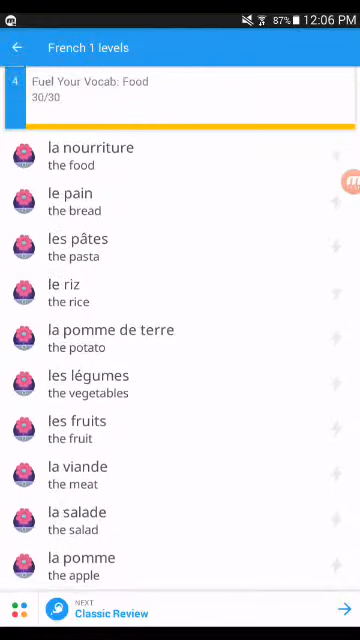 87% 12:06 PM
French 1 levels
4 Fuel Your Vocab: Food
30/30
la nourriture
the food
le pain
the bread
les pâtes
the pasta
le riz
the rice
la pomme de terre
the potato
les légumes
the vegetables
les fruits
the fruit
la viande
the meat
la salade
the salad
la pomme
the apple
NEXT
Classic Review